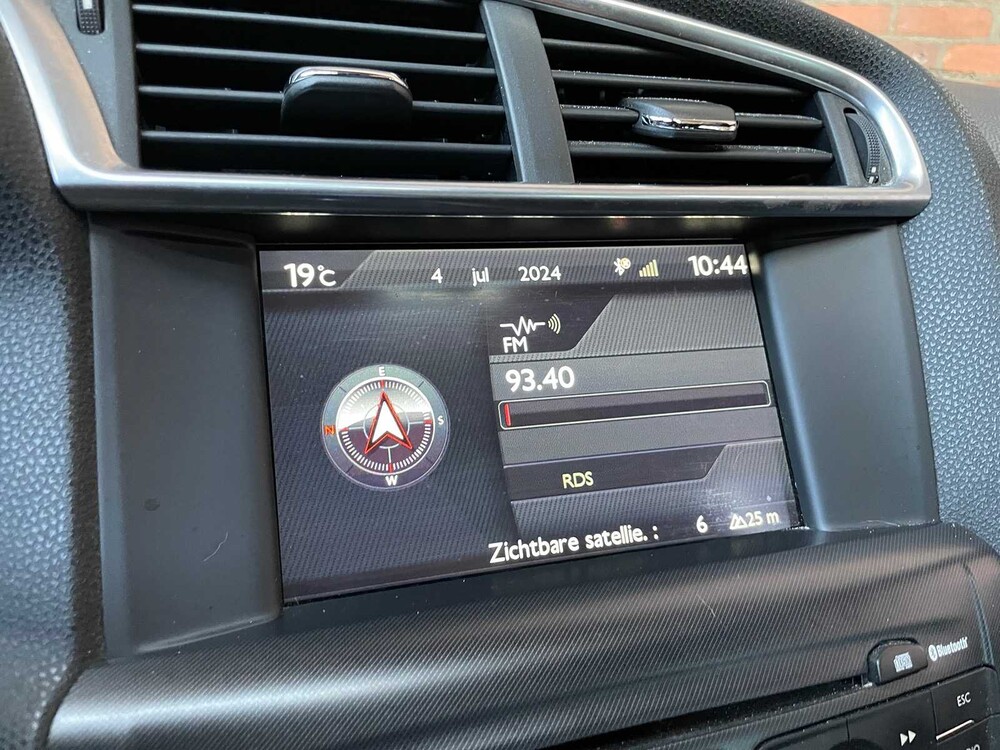 19°C 4 jul 2024 10:44
FM
93.40
E
N S
W
RDS
Zichtbare satellie. : 6 25 m
Bluetooth
ESC